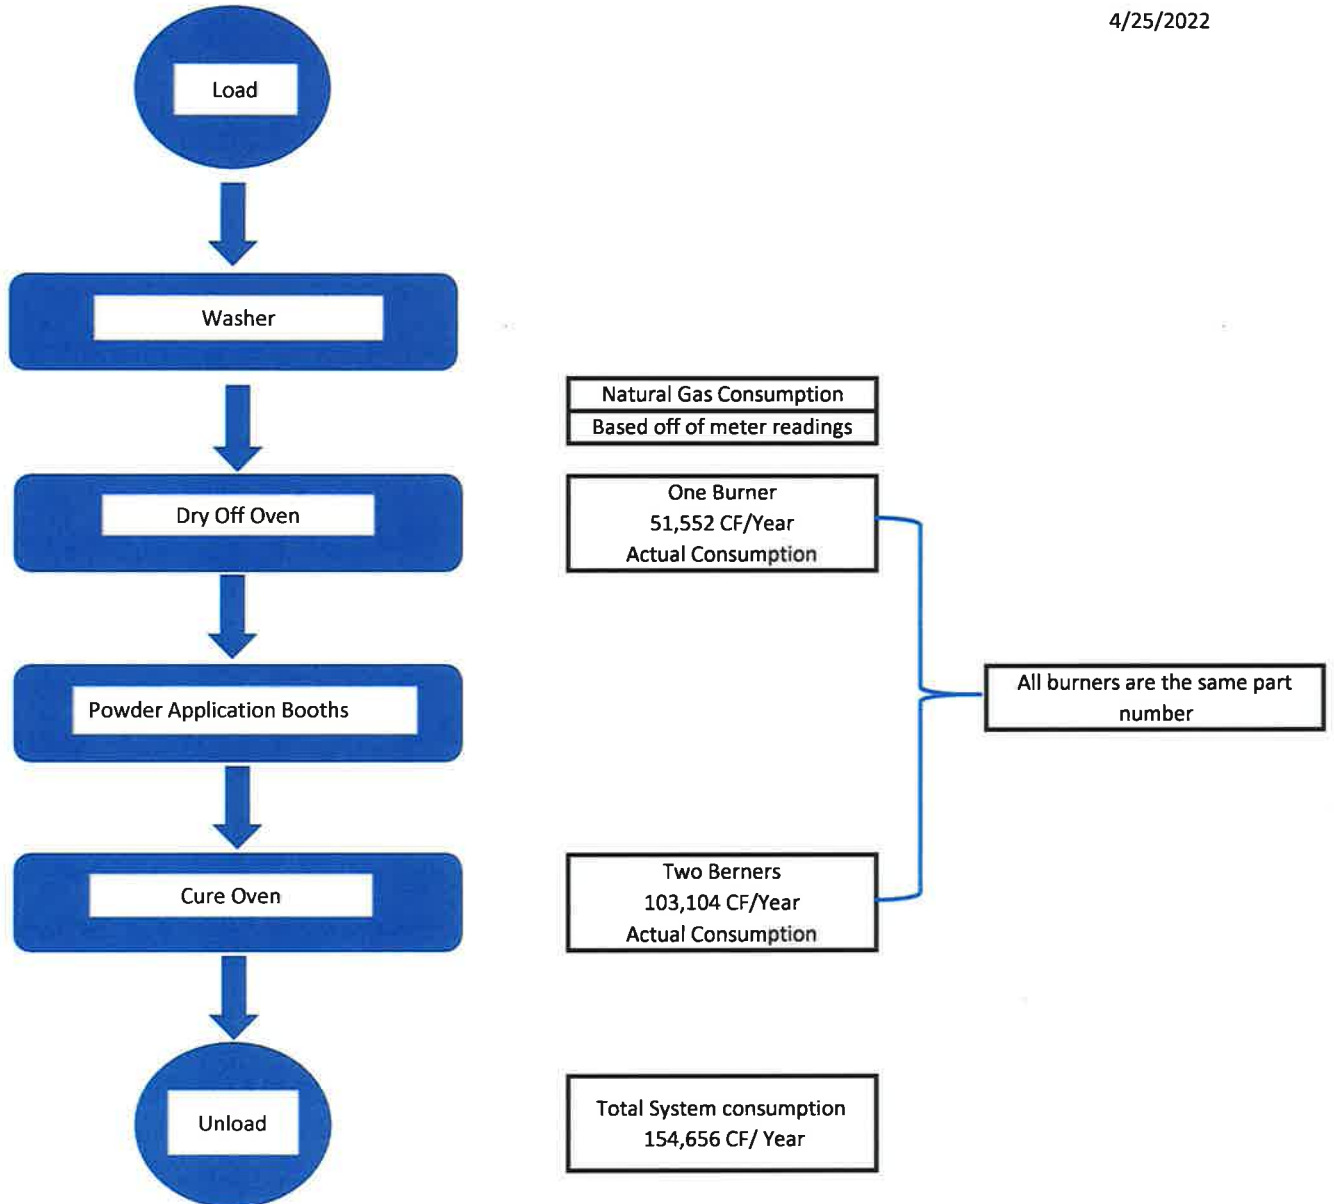 4/25/2022
Load
Washer
Natural Gas Consumption
Based off of meter readings
Dry Off Oven
One Burner
51,552 CF/Year
Actual Consumption
Powder Application Booths
All burners are the same part
number
Cure Oven
Two Berners
103,104 CF/Year
Actual Consumption
Unload
Total System consumption
154,656 CF/ Year